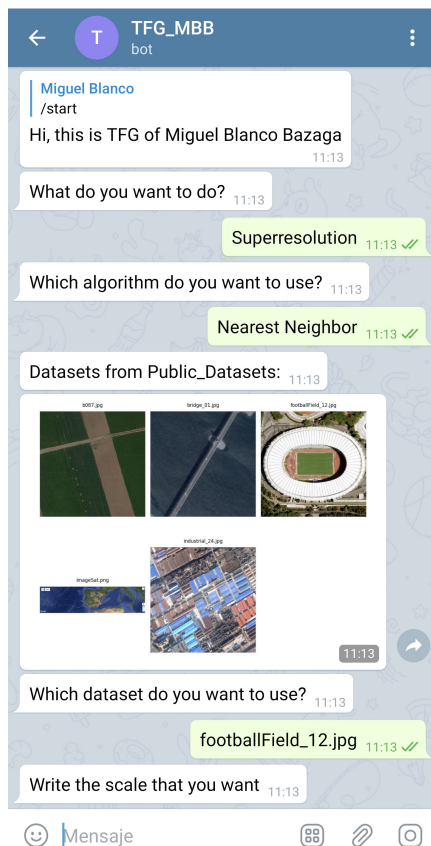 T
TFG_MBB
bot
Miguel Blanco
/start
Hi, this is TFG of Miguel Blanco Bazaga
11:13
What do you want to do? 11:13
Superresolution 11:13
Which algorithm do you want to use? 11:13
Nearest Neighbor 11:13
Datasets from Public_Datasets: 11:13
b087.jpg bridge_01.jpg footballField_12.jpg
imageSat.png industrial_24.jpg
11:13
Which dataset do you want to use? 11:13
footballField_12.jpg 11:13
Write the scale that you want 11:13
Mensaje